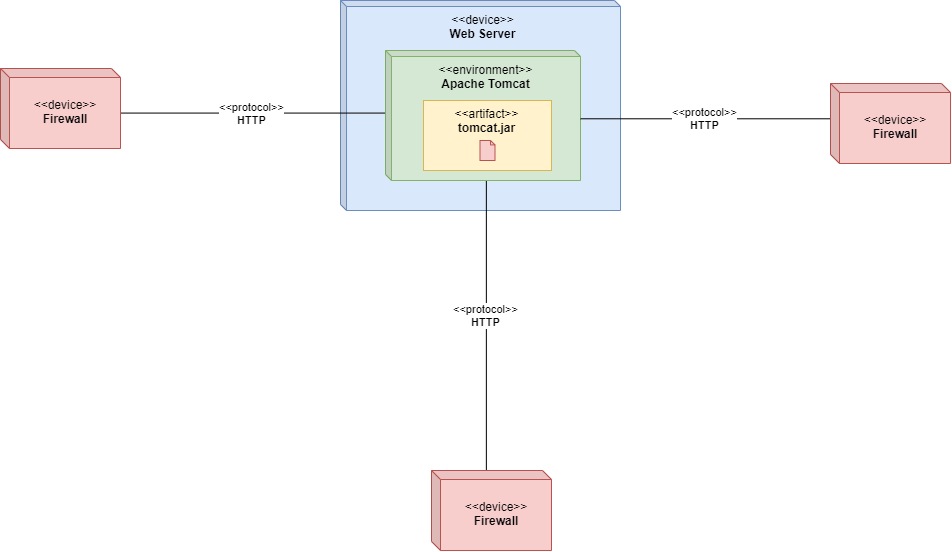 <<device>>
Web Server
<<environment>>
Apache Tomcat
<<artifact>>
tomcat.jar
<<device>>
Firewall
<<protocol>>
HTTP
<<protocol>>
HTTP
<<device>>
Firewall
<<protocol>>
HTTP
<<device>>
Firewall